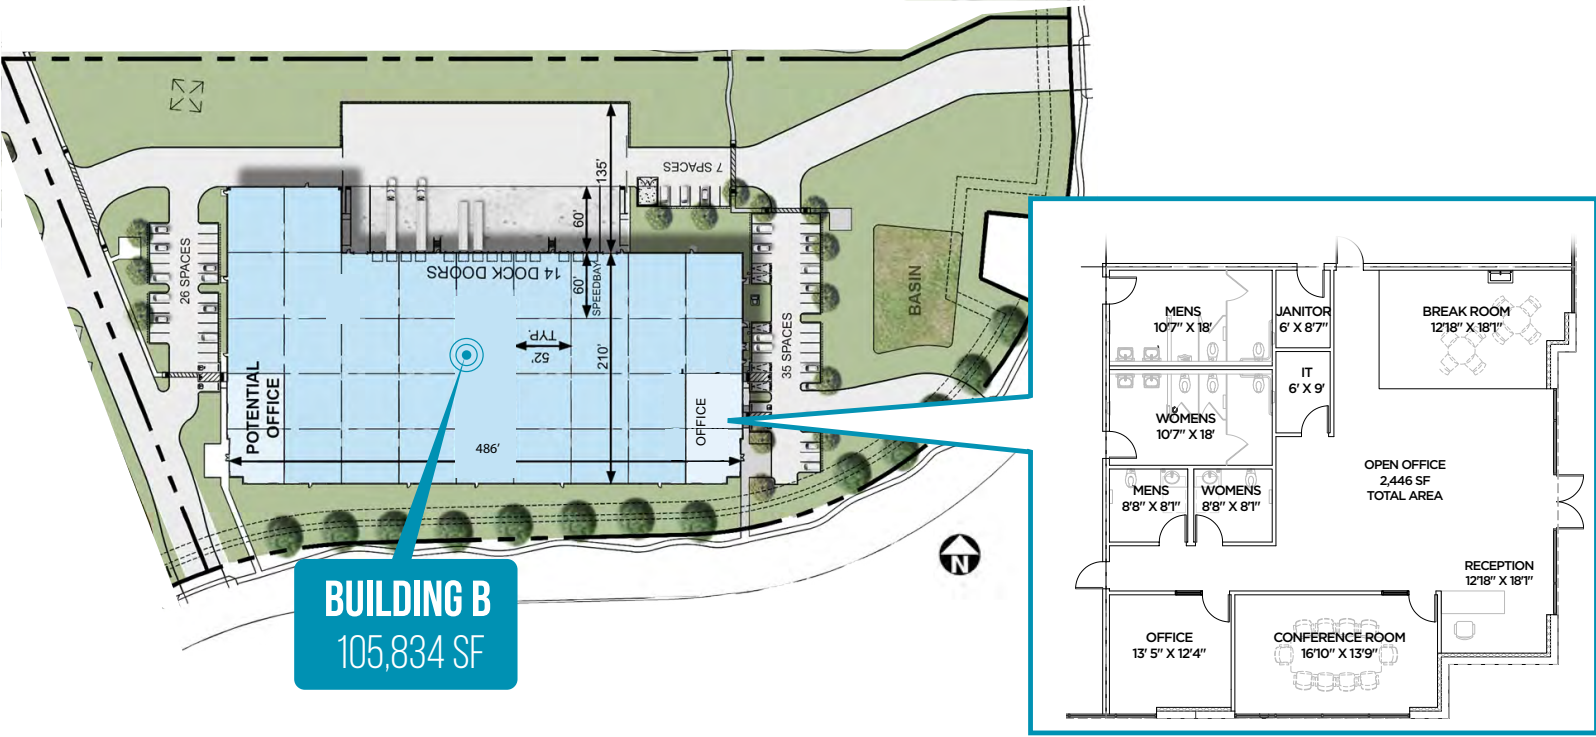 135'
7 SPACES
60'
26 SPACES
14 DOCK DOORS
60'
SPEEDBAY
BASIN
52'
TYP.
210'
35 SPACES
POTENTIAL
OFFICE
OFFICE
486'
N
BUILDING B
105,834 SF
MENS
10'7" X 18'
JANITOR
6' X 8'7"
BREAK ROOM
12'18" X 18'1"
IT
6' X 9'
WOMENS
10'7" X 18'
OPEN OFFICE
2,446 SF
TOTAL AREA
MENS
8'8" X 8'1"
WOMENS
8'8" X 8'1"
RECEPTION
12'18" X 18'1"
OFFICE
13' 5" X 12'4"
CONFERENCE ROOM
16'10" X 13'9"